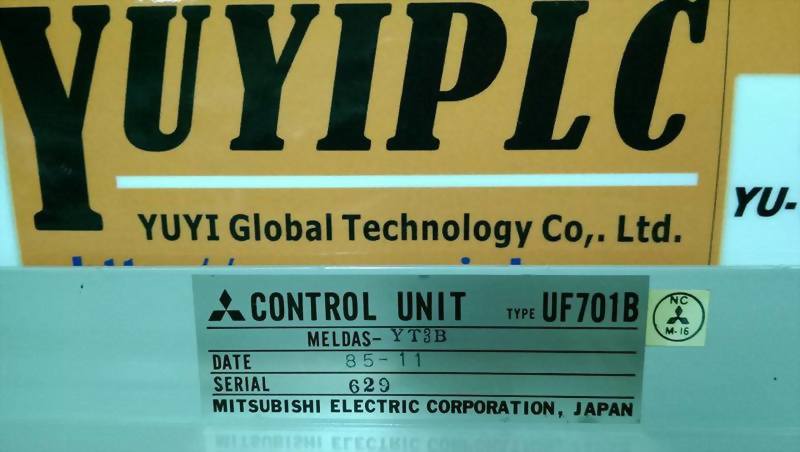 YUYIPLC
YUYI Global Technology Co,. Ltd.
YU-
CONTROL UNIT TYPE UF701B
MELDAS- YT3B
DATE 85-11
SERIAL 629
MITSUBISHI ELECTRIC CORPORATION, JAPAN
NC
M-16